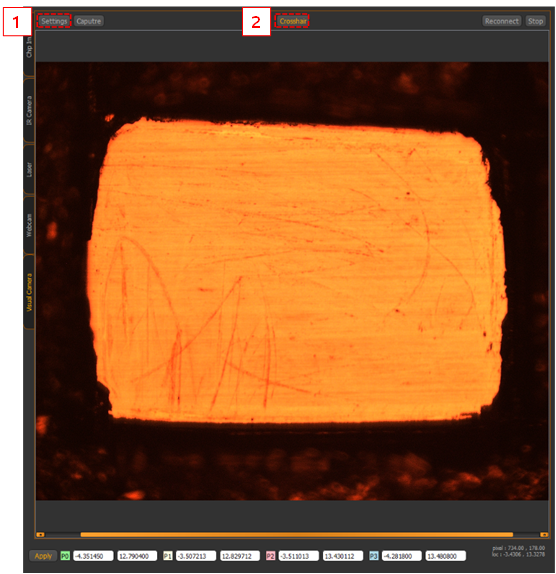 1
2
Settings
Caputre
Crosshair
Reconnect
Stop
Chip In
IR Camera
Laser
Webcam
Visual Camera
Apply P0 -4.351450 12.790400 P1 -3.507213 12.829712 P2 -3.511013 13.430112 P3 -4.281800 13.480800
pixel : 734.00 , 178.00
loc : -3.4306 , 13.3278